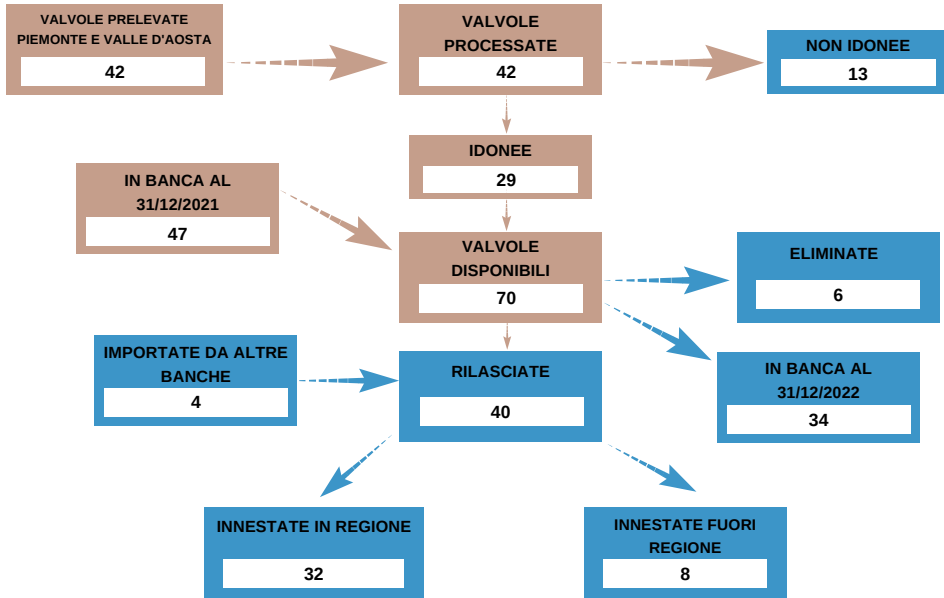 VALVOLE PRELEVATE
PIEMONTE E VALLE D'AOSTA
42
VALVOLE
PROCESSATE
42
NON IDONEE
13
IDONEE
29
IN BANCA AL
31/12/2021
47
VALVOLE
DISPONIBILI
70
ELIMINATE
6
IMPORTATE DA ALTRE
BANCHE
4
RILASCIATE
40
IN BANCA AL
31/12/2022
34
INNESTATE IN REGIONE
32
INNESTATE FUORI
REGIONE
8